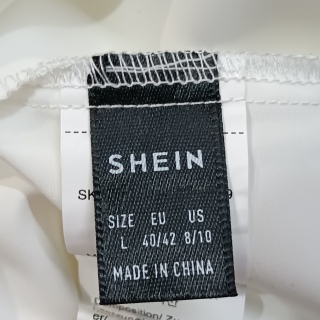 SHEIN
SIZE EU US
L 40/42 8/10
MADE IN CHINA